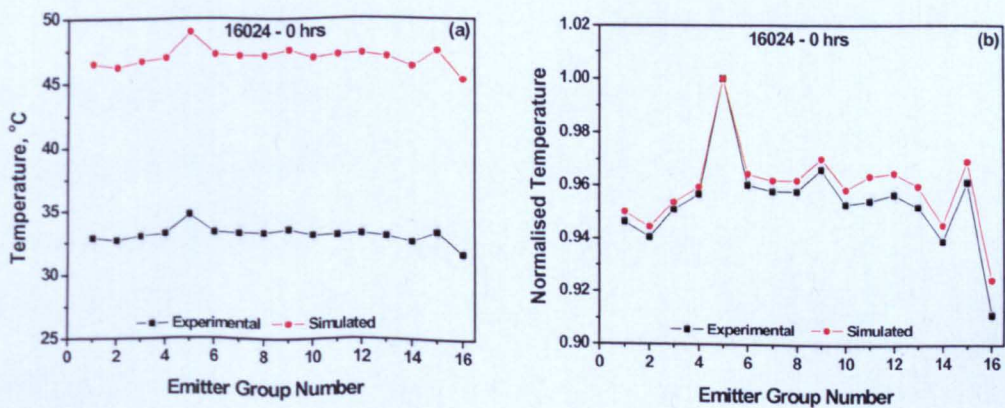 16024 - 0 hrs
(a)
50
45
40
35
30
25
Temperature, °C
Experimental
Simulated
0
2
4
6
8
10
12
14
16
Emitter Group Number
16024 - 0 hrs
(b)
1.02
1.00
0.98
0.96
0.94
0.92
0.90
Normalised Temperature
Experimental
Simulated
0
2
4
6
8
10
12
14
16
Emitter Group Number